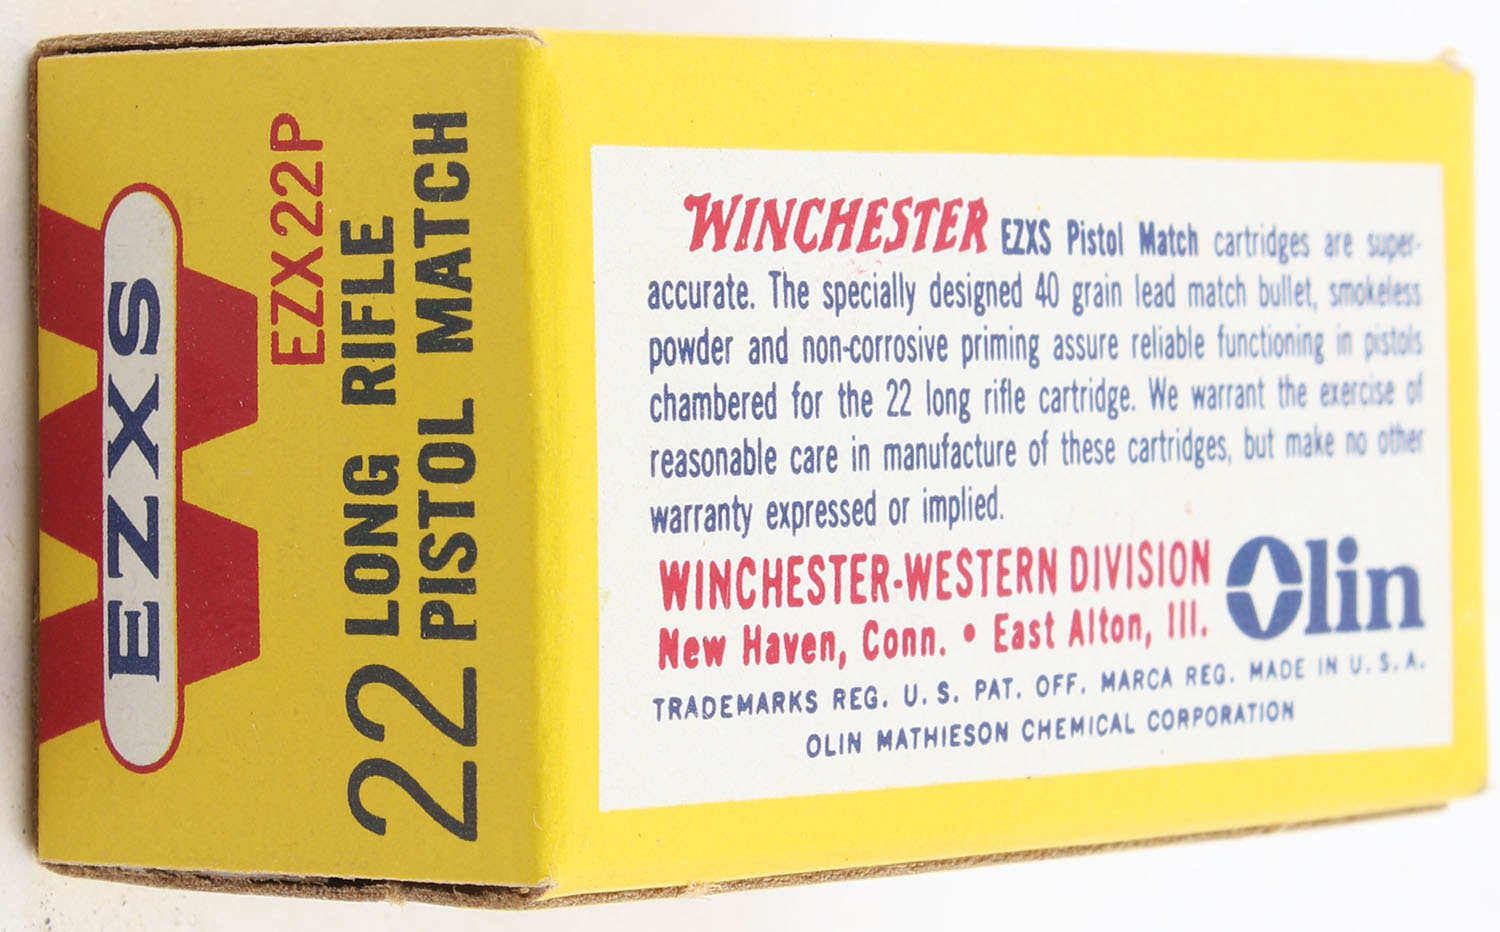 EZXS
EZX22P
22 LONG RIFLE
PISTOL MATCH
WINCHESTER EZXS Pistol Match cartridges are super-
accurate. The specially designed 40 grain lead match bullet, smokeless
powder and non-corrosive priming assure reliable functioning in pistols
chambered for the 22 long rifle cartridge. We warrant the exercise of
reasonable care in manufacture of these cartridges, but make no other
warranty expressed or implied.
WINCHESTER-WESTERN DIVISION
New Haven, Conn. • East Alton, Ill.
Olin
TRADEMARKS REG. U. S. PAT. OFF. MARCA REG. MADE IN U. S. A.
OLIN MATHIESON CHEMICAL CORPORATION